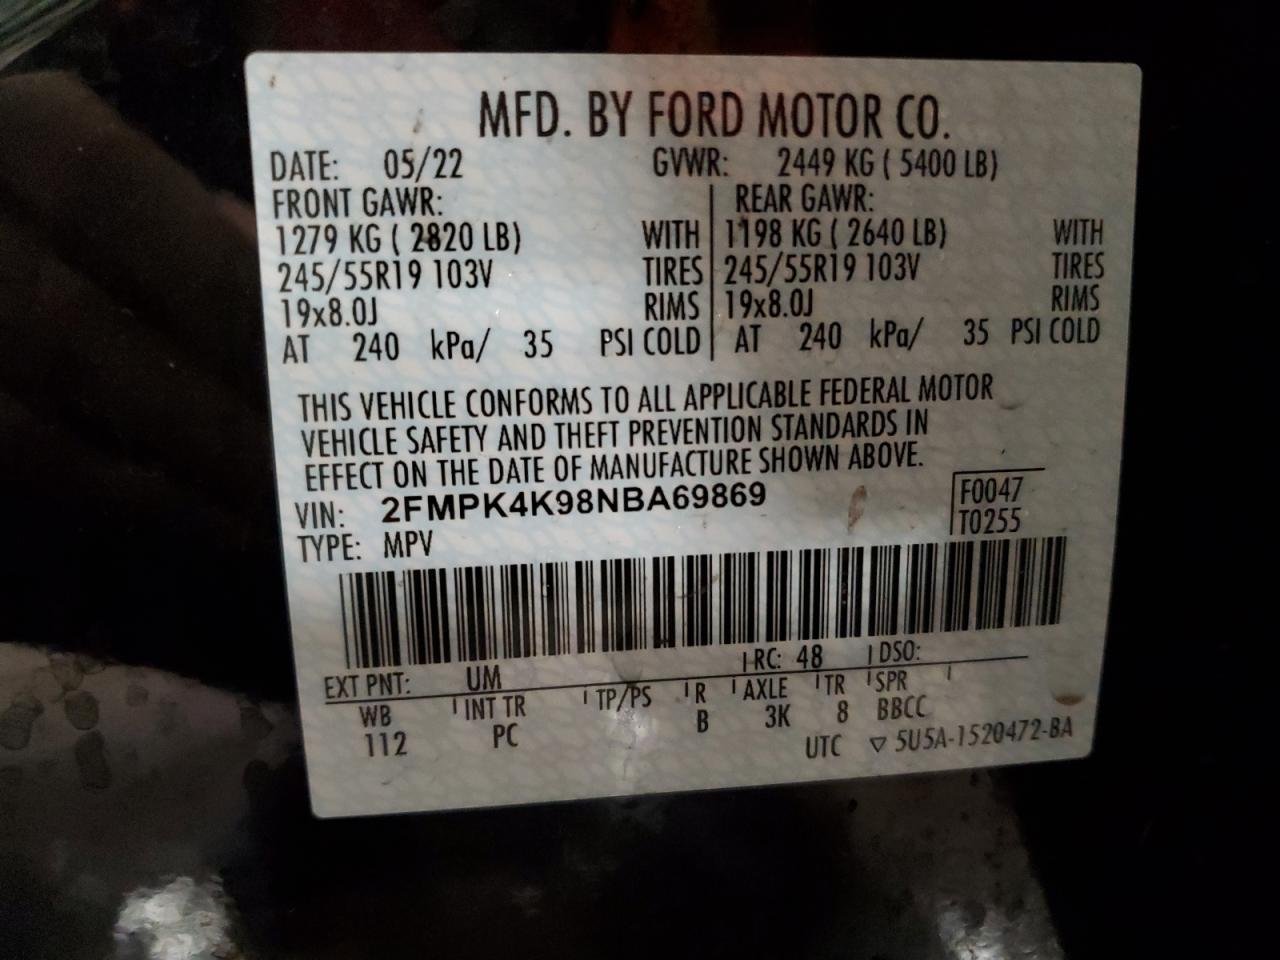 MFD. BY FORD MOTOR CO.
DATE: 05/22 GVWR: 2449 KG ( 5400 LB)
FRONT GAWR: REAR GAWR:
1279 KG ( 2820 LB) WITH 1198 KG ( 2640 LB) WITH
245/55R19 103V TIRES 245/55R19 103V TIRES
19x8.0J RIMS 19x8.0J RIMS
AT 240 kPa/ 35 PSI COLD AT 240 kPa/ 35 PSI COLD
THIS VEHICLE CONFORMS TO ALL APPLICABLE FEDERAL MOTOR
VEHICLE SAFETY AND THEFT PREVENTION STANDARDS IN
EFFECT ON THE DATE OF MANUFACTURE SHOWN ABOVE.
VIN: 2FMPK4K98NBA69869 F0047
TYPE: MPV T0255
EXT PNT: UM RC: 48 DSO:
WB INT TR TP/PS R AXLE TR SPR
112 PC B 3K 8 BBCC
UTC ▽ 5U5A-1520472-BA